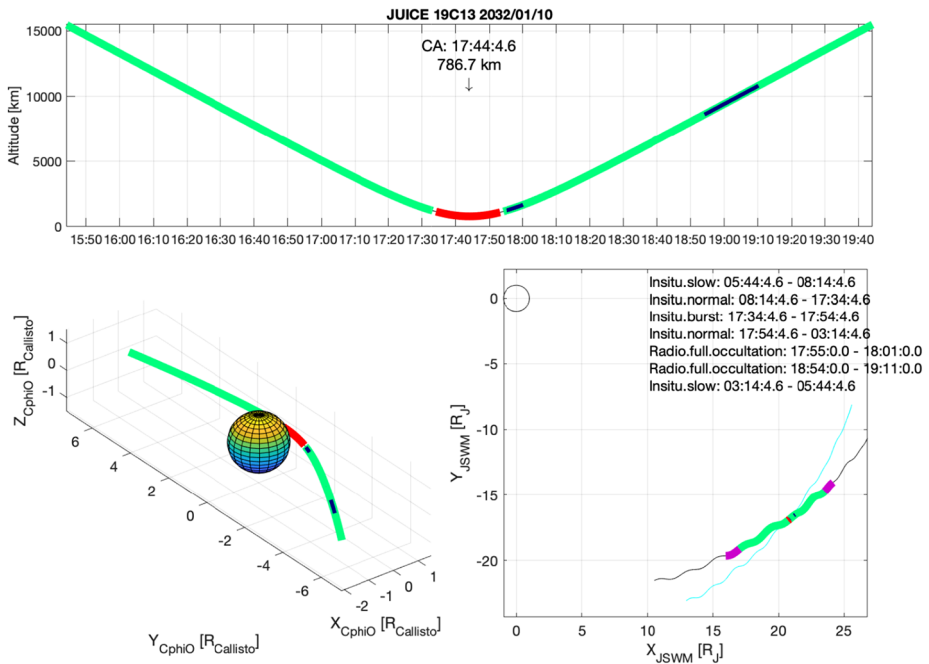 JUICE 19C13 2032/01/10
CA: 17:44:4.6
786.7 km
↓
Altitude [km]
15000
10000
5000
0
15:50 16:00 16:10 16:20 16:30 16:40 16:50 17:00 17:10 17:20 17:30 17:40 17:50 18:00 18:10 18:20 18:30 18:40 18:50 19:00 19:10 19:20 19:30 19:40
Z_CphiO [R_Callisto]
1
0
-1
6
4
2
0
-2
-4
-6
Y_CphiO [R_Callisto]
-2
-1
0
1
X_CphiO [R_Callisto]
Insitu.slow: 05:44:4.6 - 08:14:4.6
Insitu.normal: 08:14:4.6 - 17:34:4.6
Insitu.burst: 17:34:4.6 - 17:54:4.6
Insitu.normal: 17:54:4.6 - 03:14:4.6
Radio.full.occultation: 17:55:0.0 - 18:01:0.0
Radio.full.occultation: 18:54:0.0 - 19:11:0.0
Insitu.slow: 03:14:4.6 - 05:44:4.6
Y_JSWM [R_J]
0
-5
-10
-15
-20
0 5 10 15 20 25
X_JSWM [R_J]